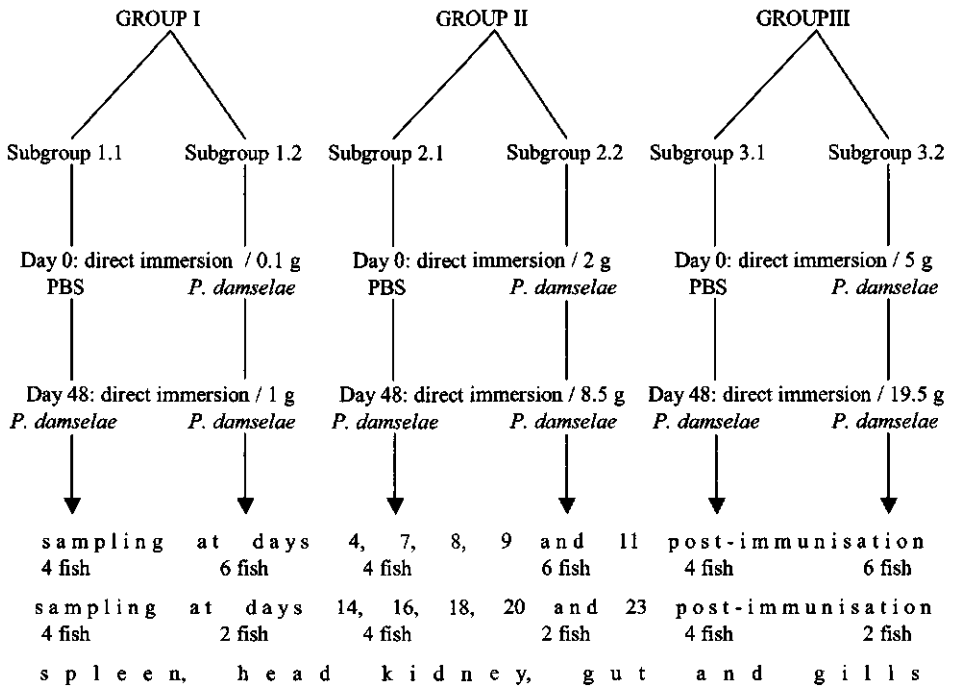 GROUP I GROUP II GROUPIII
Subgroup 1.1 Subgroup 1.2 Subgroup 2.1 Subgroup 2.2 Subgroup 3.1 Subgroup 3.2
Day 0: direct immersion / 0.1 g Day 0: direct immersion / 2 g Day 0: direct immersion / 5 g
PBS P. damselae PBS P. damselae PBS P. damselae
Day 48: direct immersion / 1 g Day 48: direct immersion / 8.5 g Day 48: direct immersion / 19.5 g
P. damselae P. damselae P. damselae P. damselae P. damselae P. damselae
sampling at days 4, 7, 8, 9 and 11 post-immunisation
4 fish 6 fish 4 fish 6 fish 4 fish 6 fish
sampling at days 14, 16, 18, 20 and 23 post-immunisation
4 fish 2 fish 4 fish 2 fish 4 fish 2 fish
spleen, head kidney, gut and gills